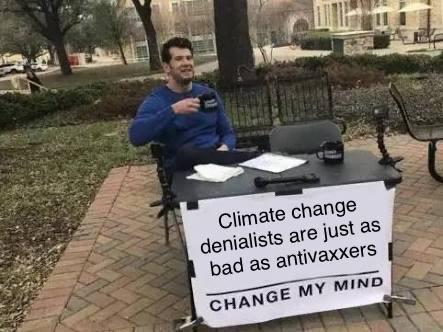 Climate change
denialists are just as
bad as antivaxxers
CHANGE MY MIND